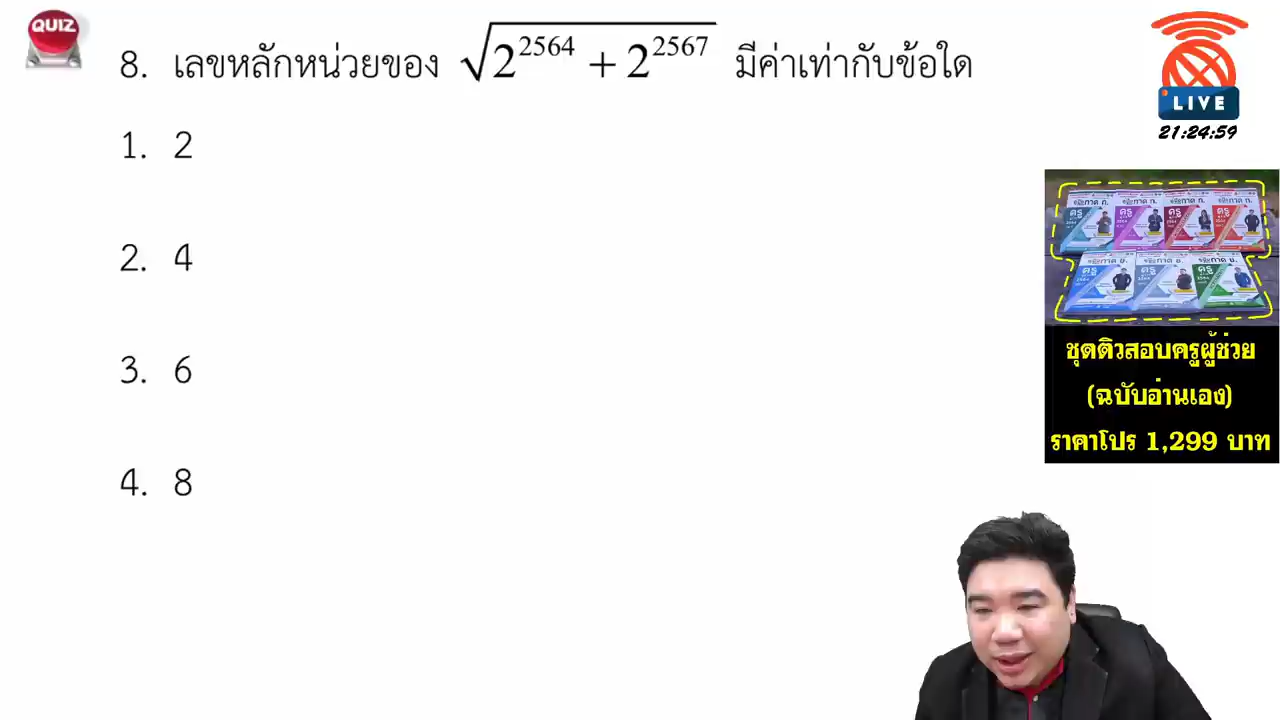 QUIZ
8. เลขหลักหน่วยของ √(2^2564 + 2^2567) มีค่าเท่ากับข้อใด
1. 2
2. 4
3. 6
4. 8
LIVE
21:24:59
ชุดติวสอบครูผู้ช่วย
(ฉบับอ่านเอง)
ราคาโปร 1,299 บาท